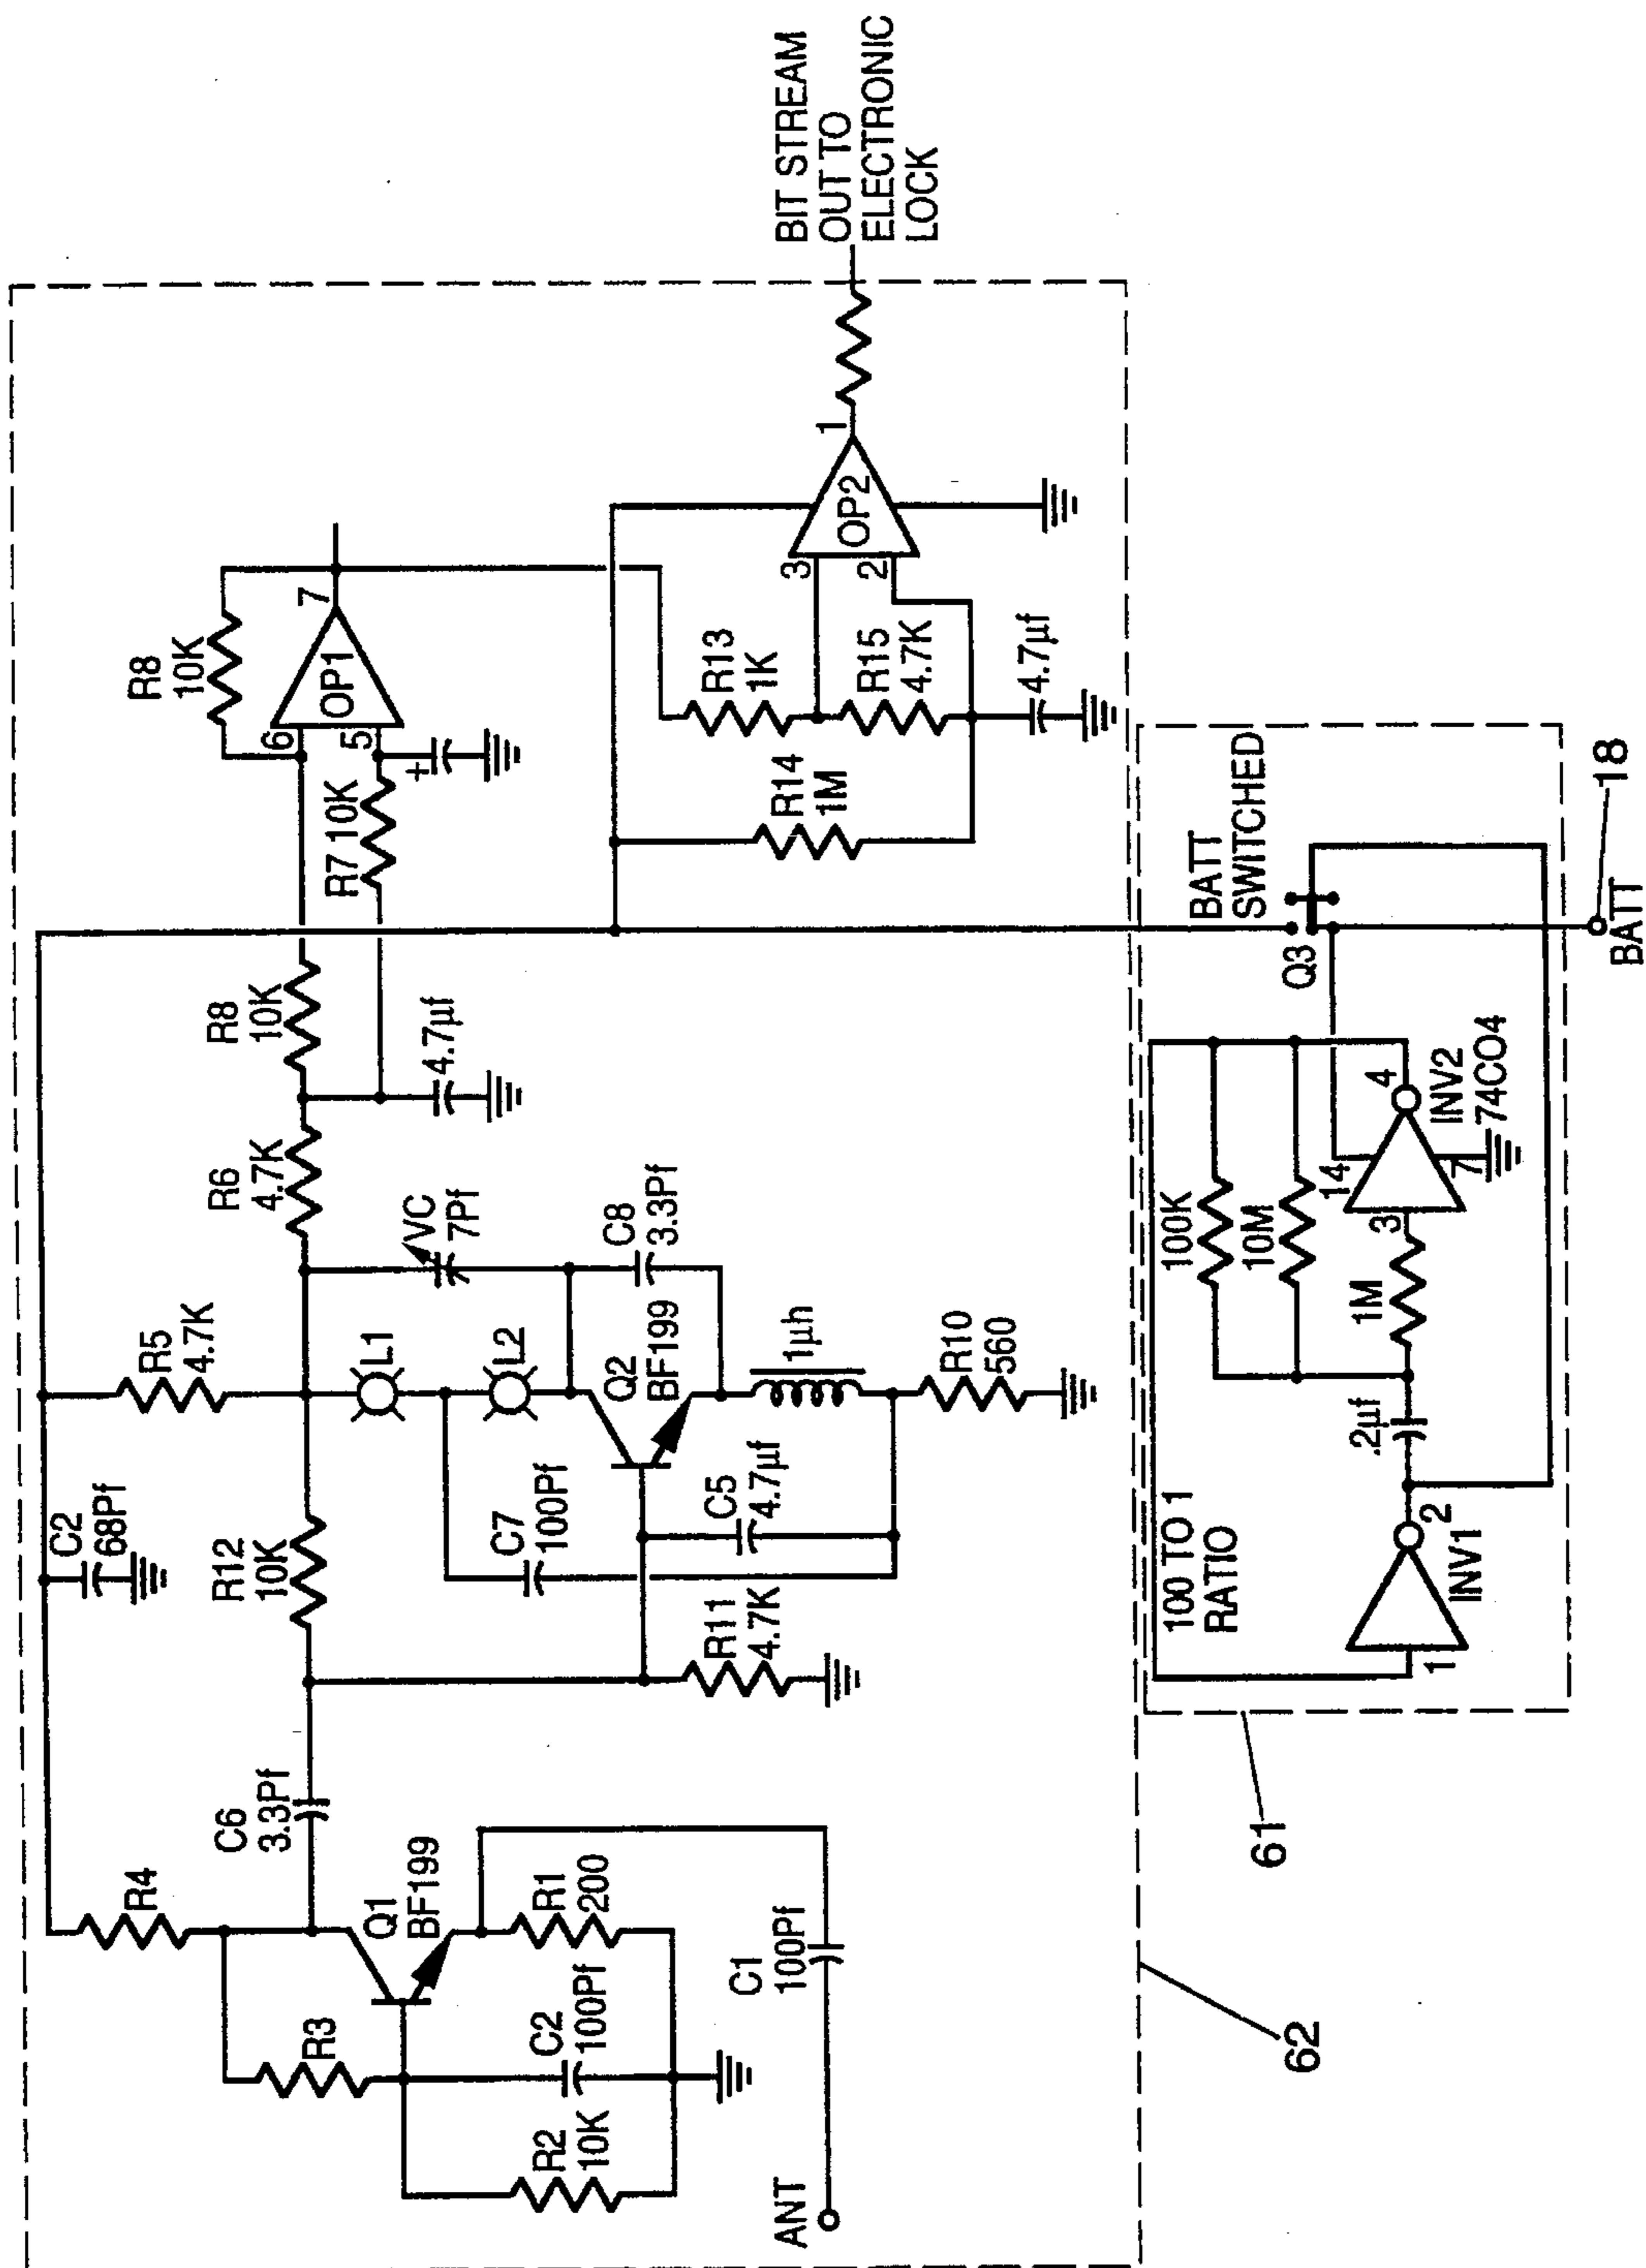 C2
68Pf
R4
R5
4.7K
R3
Q1
BF199
C6
3.3Pf
R12
10K
R6
4.7K
R8
10K
R8
10K
L1
VC
7Pf
4.7µf
R7 10K
6
5
+
OP1
7
R2
10K
C2
100Pf
R1
200
C7
100Pf
L2
Q2
BF199
C8
3.3Pf
C5
4.7µf
R11
4.7K
1µh
R10
560
R14
1M
R13
1K
R15
4.7K
4.7µf
3
2
OP2
1
BIT STREAM
OUT TO
ELECTRONIC
LOCK
ANT
C1
100Pf
62
61
100 TO 1
RATIO
100K
10M
1
INV1
2
.2µf
1M
3
14
7
4
INV2
74CO4
Q3
BATT
SWITCHED
BATT
18